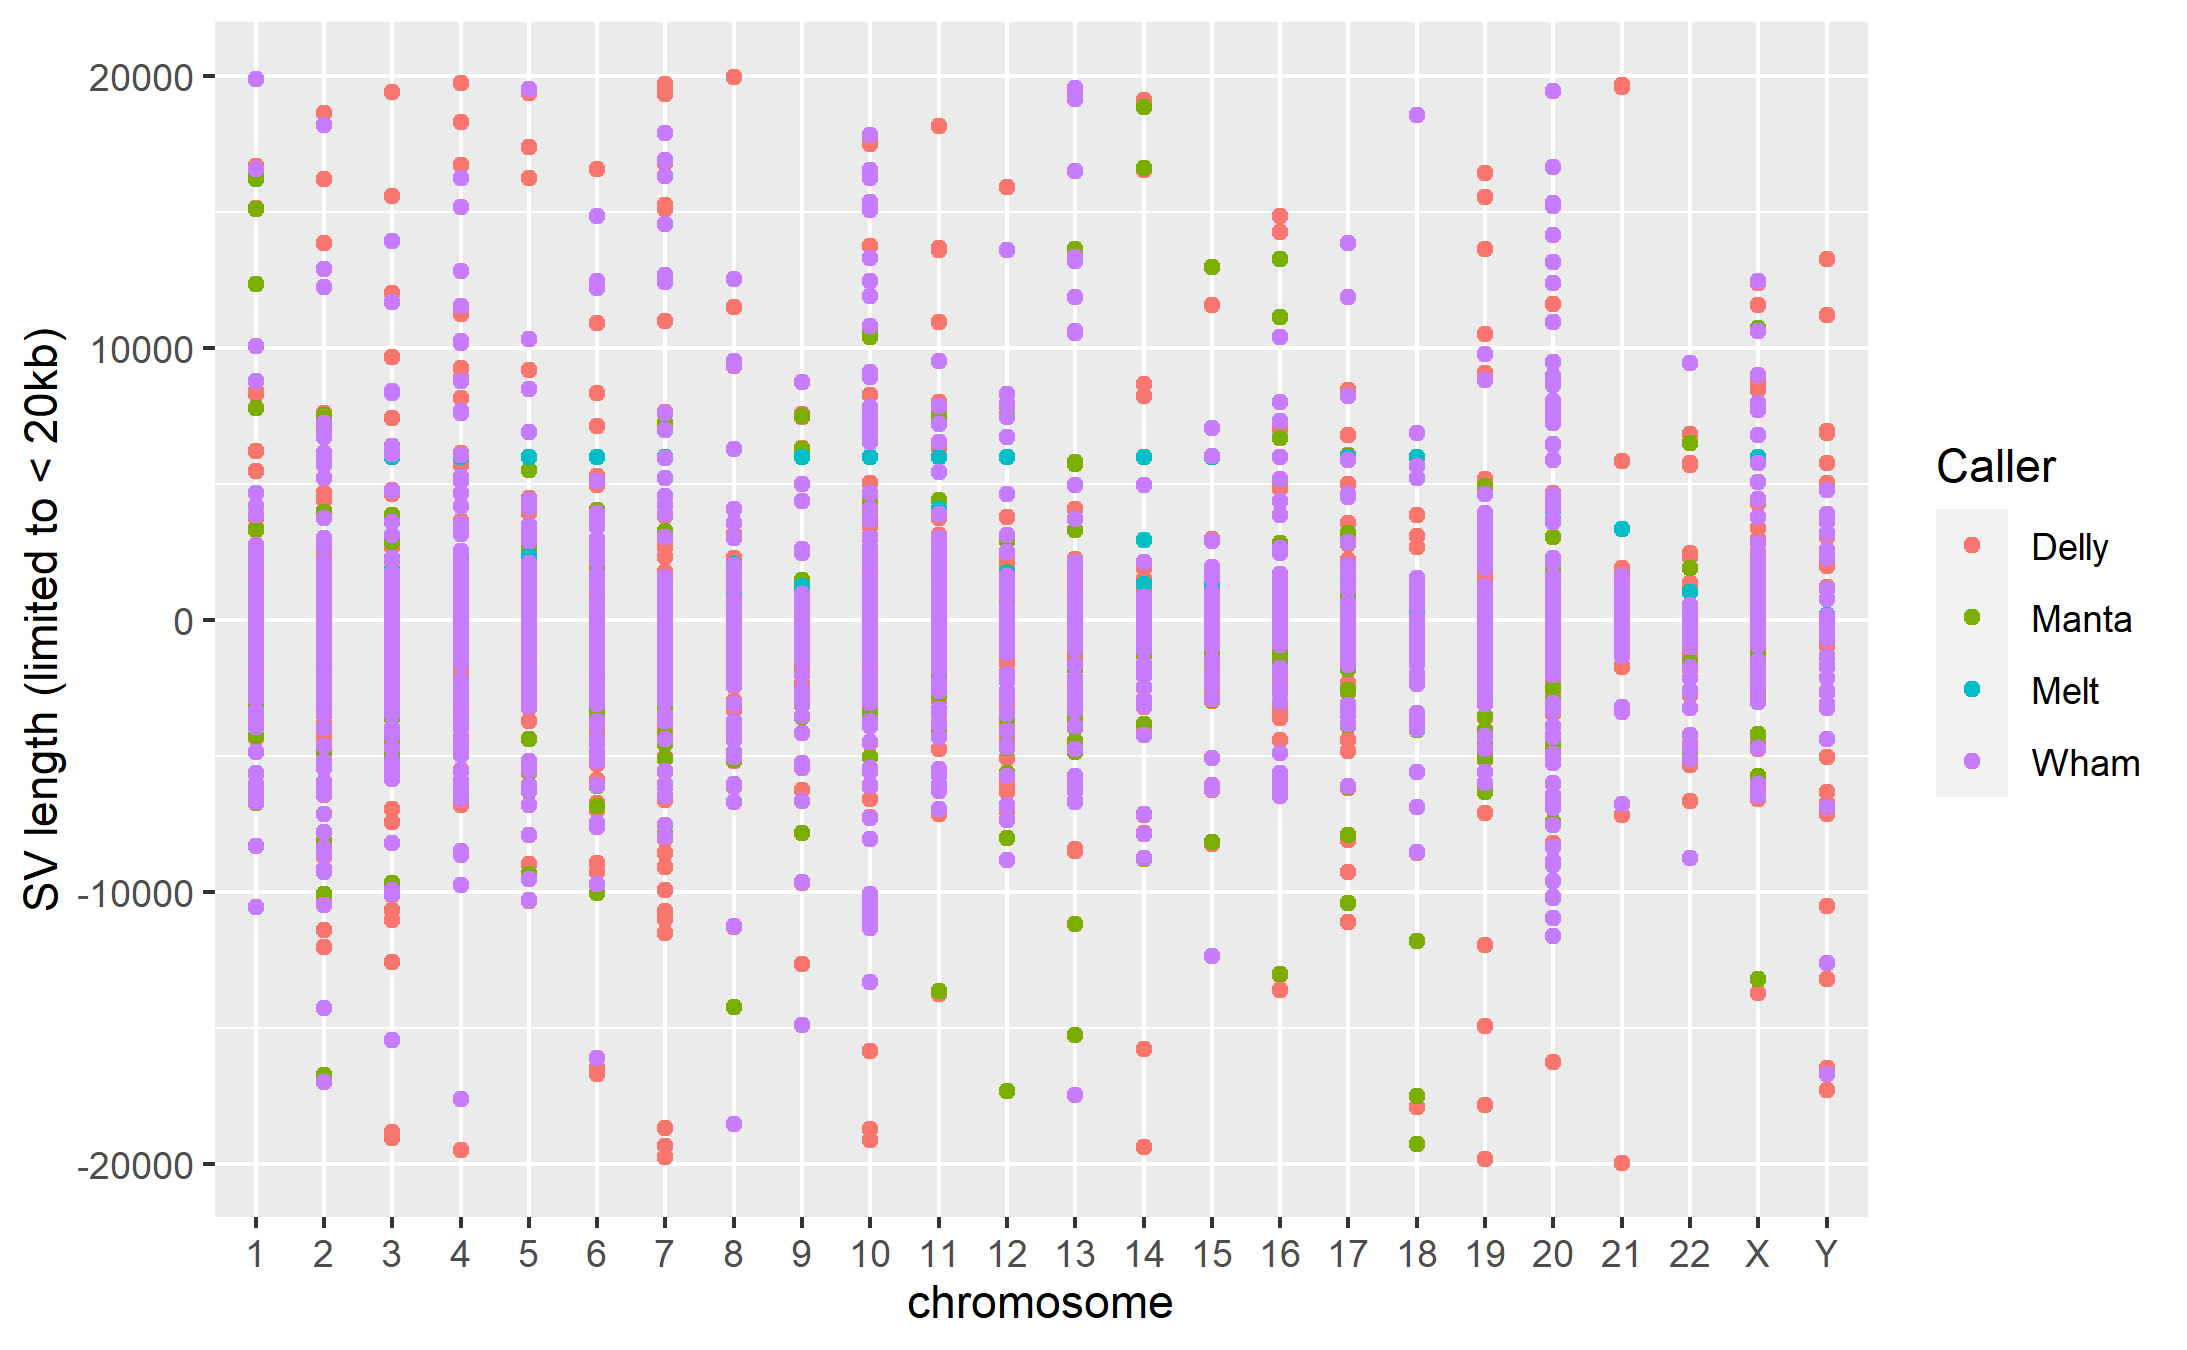 SV length (limited to < 20kb)
20000
10000
0
-10000
-20000
1 2 3 4 5 6 7 8 9 10 11 12 13 14 15 16 17 18 19 20 21 22 X Y
chromosome
Caller
Delly
Manta
Melt
Wham